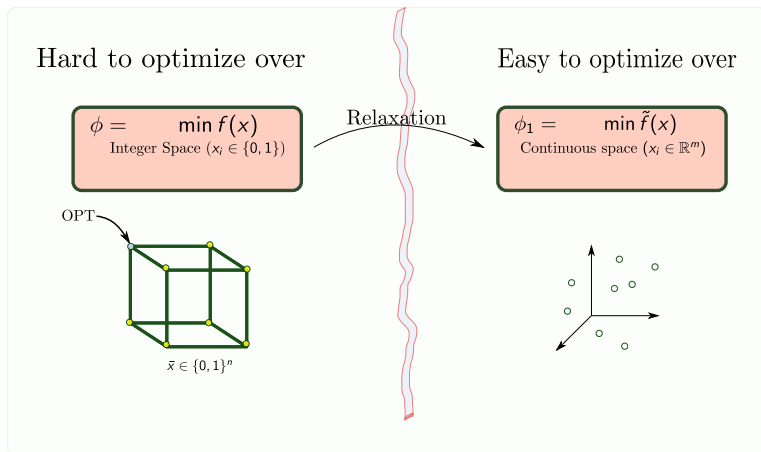 Hard to optimize over
Easy to optimize over
Relaxation
ϕ = min f(x)
Integer Space (xᵢ ∈ {0, 1})
ϕ₁ = min f̃(x)
Continuous space (xᵢ ∈ ℝᵐ)
OPT
x̄ ∈ {0, 1}ⁿ